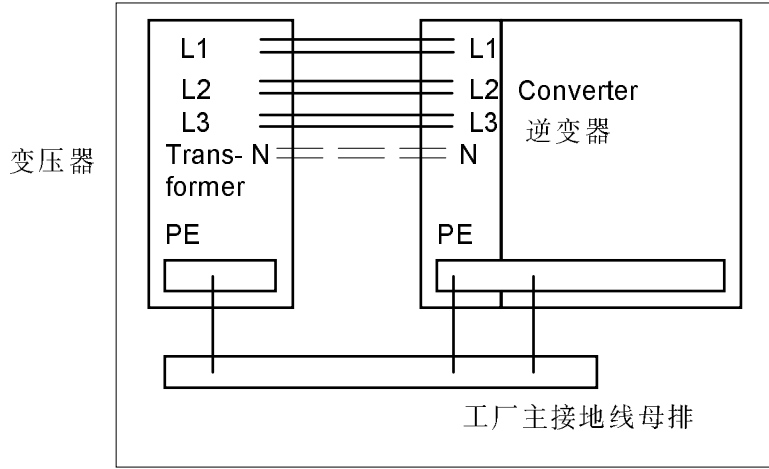 L1
L1
L2
L2
Converter
L3
L3
逆变器
变压器
Trans-
N
N
former
PE
PE
工厂主接地线母排